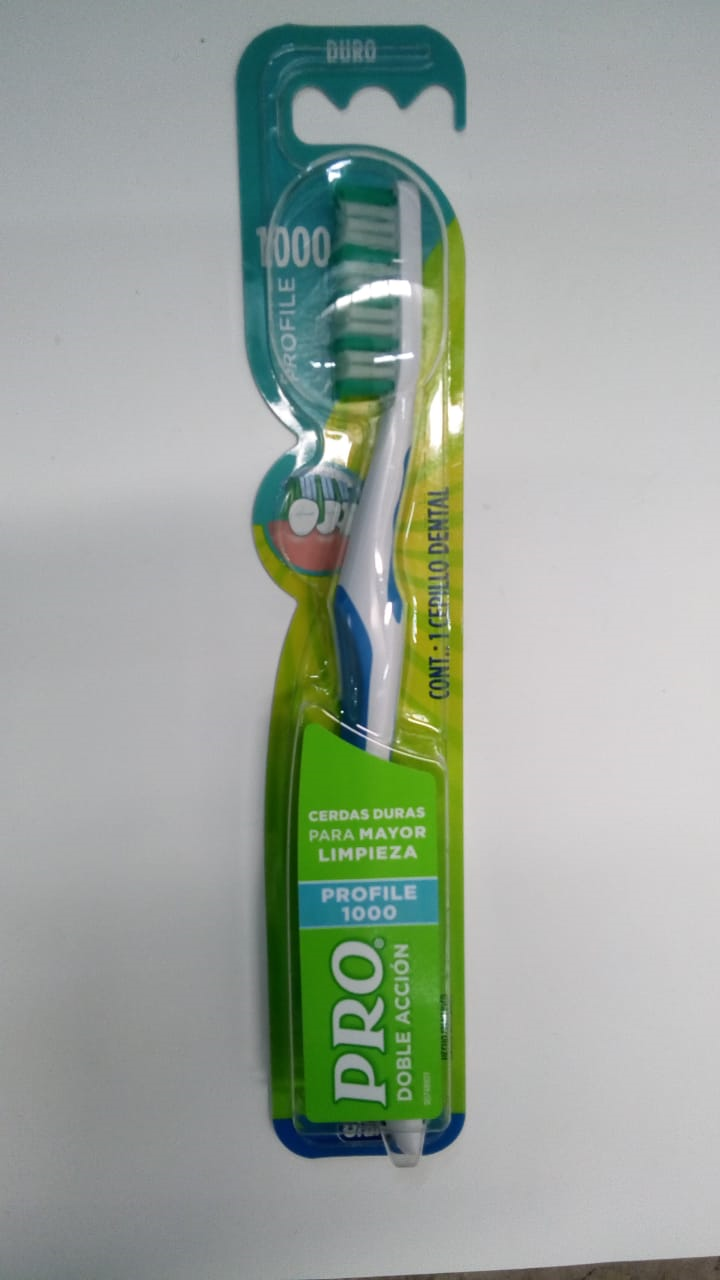 DURO
1000
PROFILE
CONT.: 1 CEPILLO DENTAL
CERDAS DURAS
PARA MAYOR
LIMPIEZA
PROFILE
1000
PRO®
DOBLE ACCIÓN